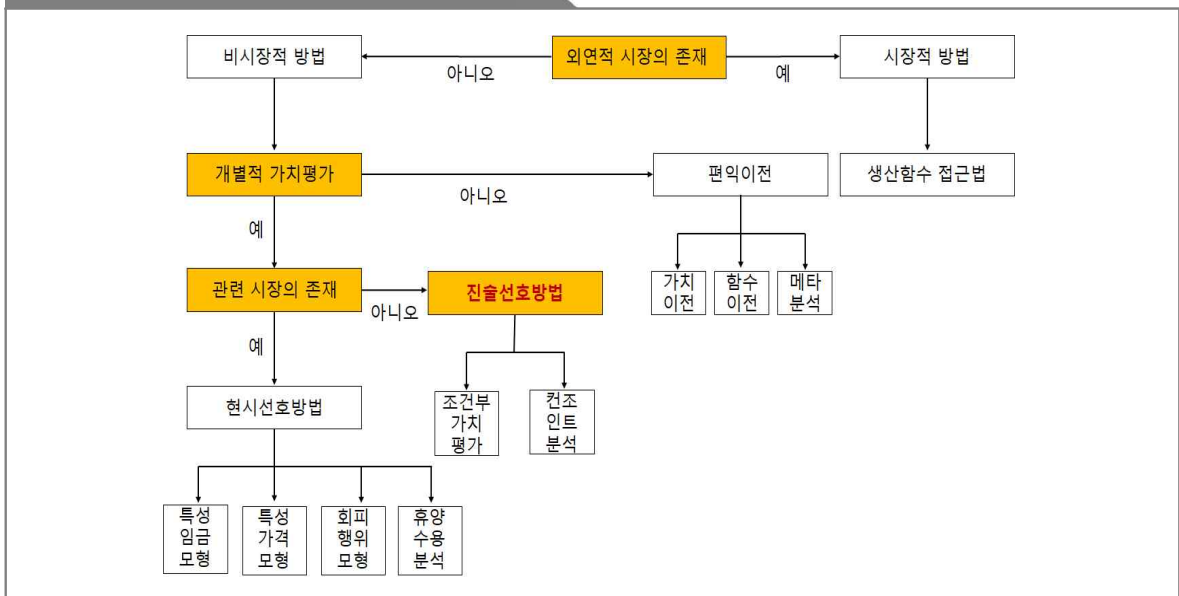 비시장적 방법
외연적 시장의 존재
시장적 방법
아니오
예
개별적 가치평가
편익이전
생산함수 접근법
아니오
예
관련 시장의 존재
진술선호방법
가치
이전
함수
이전
메타
분석
아니오
예
현시선호방법
조건부
가치
평가
컨조
인트
분석
특성
임금
모형
특성
가격
모형
회피
행위
모형
휴양
수용
분석